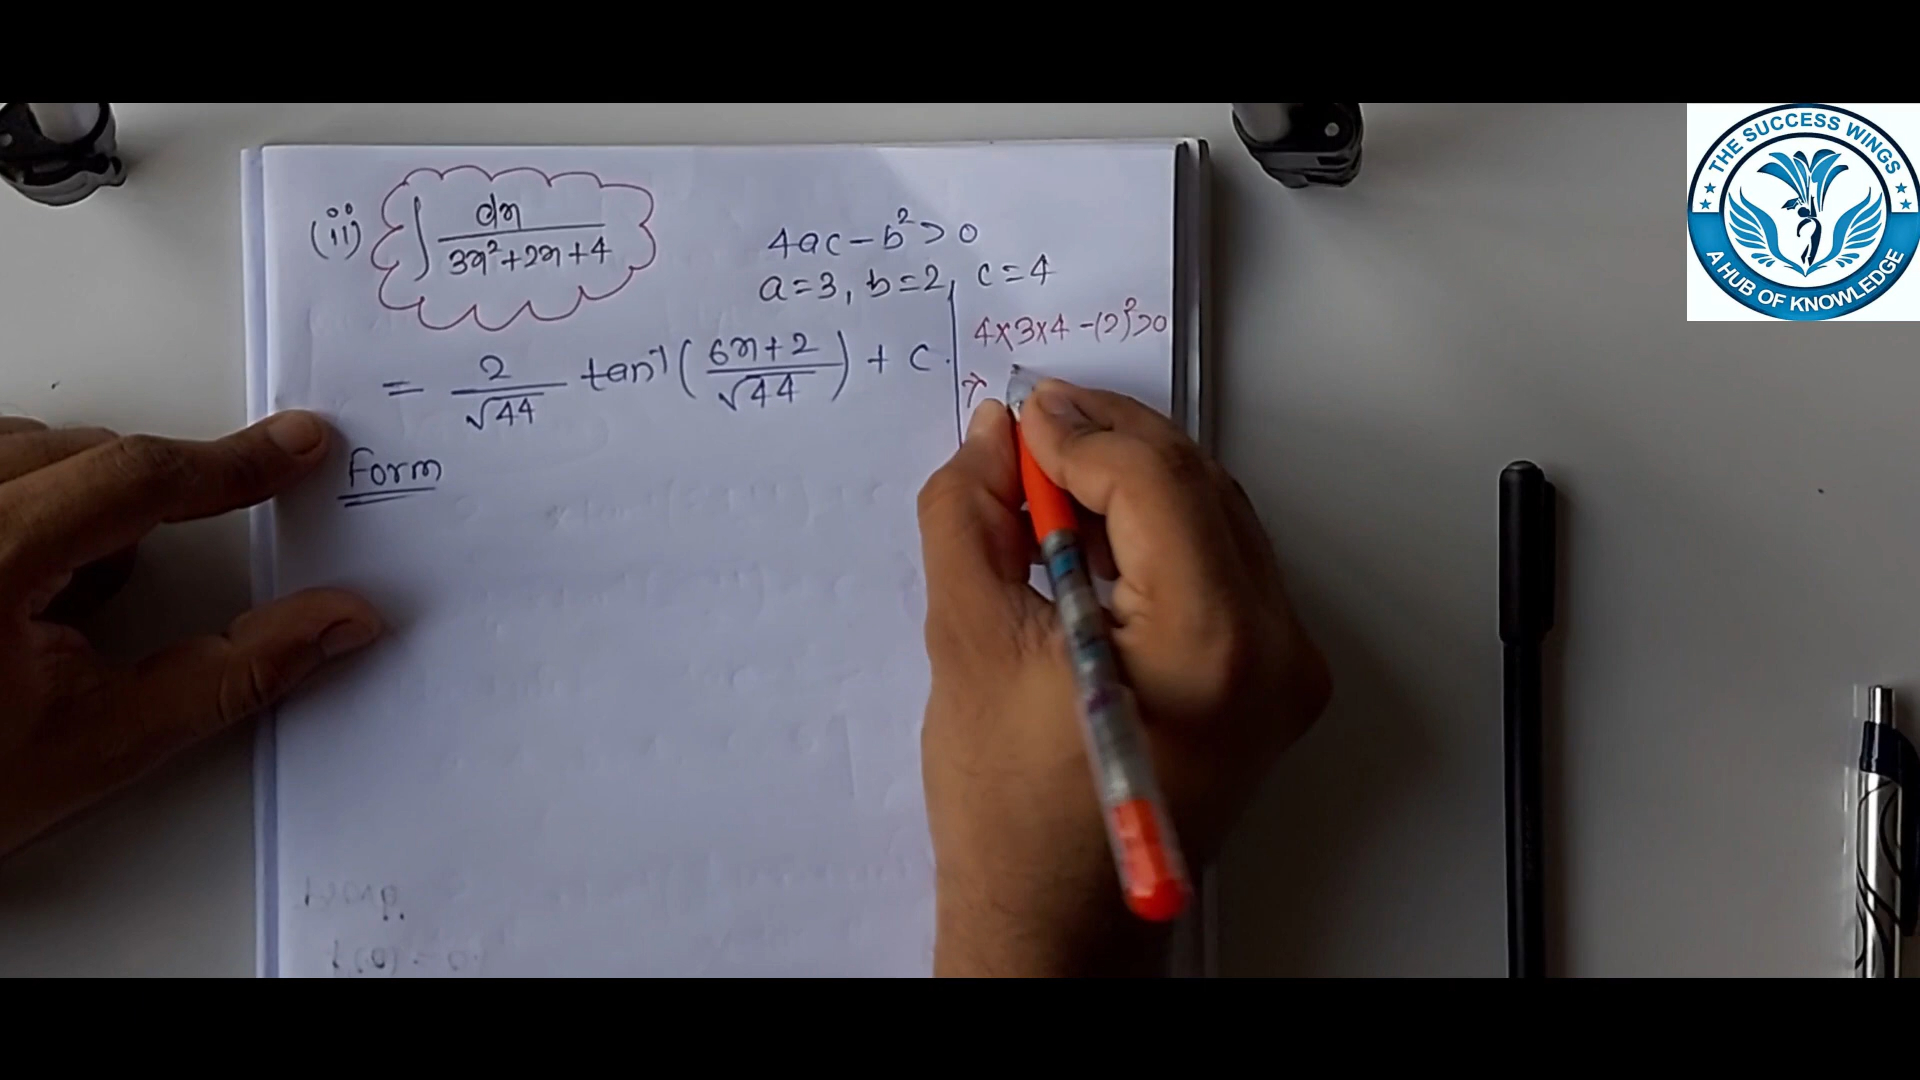 (ii) ∫ dx / 3x²+2x+4
4ac - b² > 0
a=3, b=2, c=4
4×3×4 - (2)² > 0
= 2/√44 tan⁻¹ ( 6x+2 / √44 ) + c.
⇒
Form
THE SUCCESS WINGS
A HUB OF KNOWLEDGE